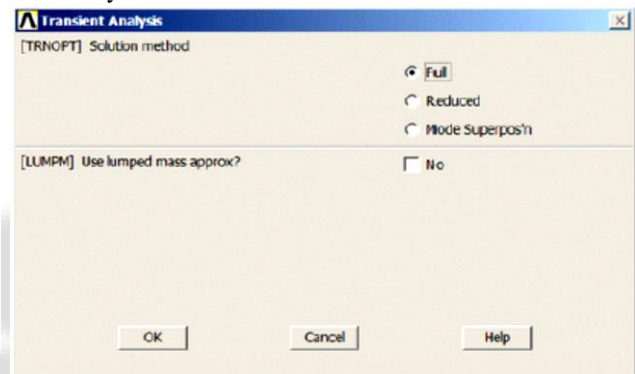 Transient Analysis
[TRNOPT] Solution method
Full
Reduced
Mode Superpos'n
[LUMPM] Use lumped mass approx?
No
OK Cancel Help